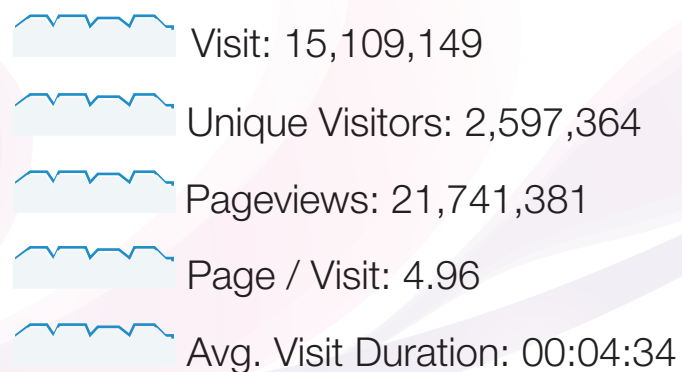 Visit: 15,109,149
Unique Visitors: 2,597,364
Pageviews: 21,741,381
Page / Visit: 4.96
Avg. Visit Duration: 00:04:34